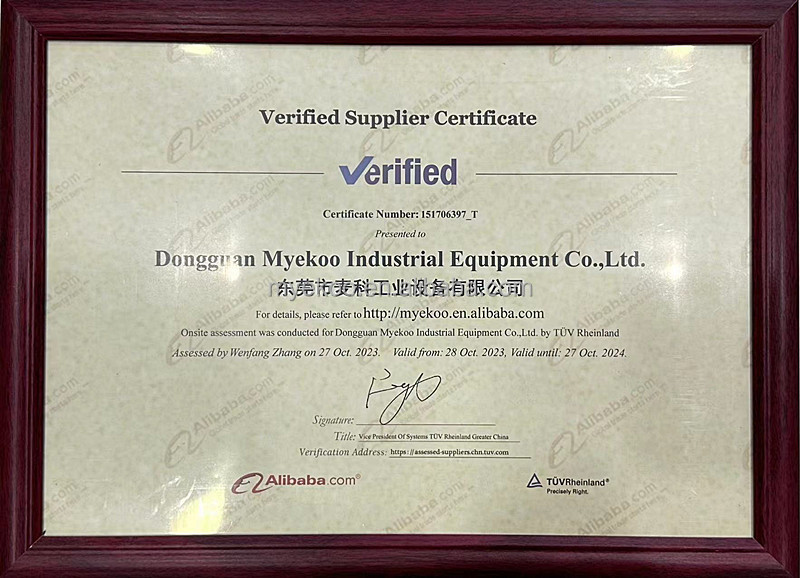 Verified Supplier Certificate
Verified
Certificate Number: 151706397_T
Presented to
Dongguan Myekoo Industrial Equipment Co.,Ltd.
东莞市麦科工业设备有限公司
myekoo.en.alibaba.com
For details, please refer to http://myekoo.en.alibaba.com
Onsite assessment was conducted for Dongguan Myekoo Industrial Equipment Co.,Ltd. by TÜV Rheinland
Assessed by Wenfang Zhang on 27 Oct. 2023. Valid from: 28 Oct. 2023, Valid until: 27 Oct. 2024.
Signature:
Title: Vice President Of Systems TÜV Rheinland Greater China
Verification Address: https://assessed-suppliers.chn.tuv.com
Alibaba.com®
TÜVRheinland®
Precisely Right.